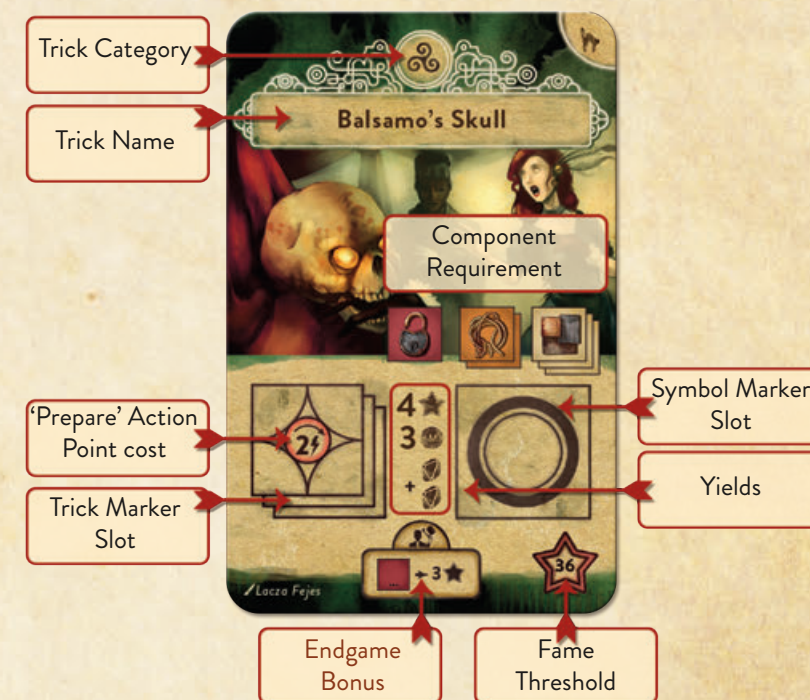 Trick Category
Trick Name
Balsamo's Skull
Component
Requirement
'Prepare' Action
Point cost
2
4
3
+
Symbol Marker
Slot
Yields
Trick Marker
Slot
3
36
Laczo Fejes
Endgame
Bonus
Fame
Threshold